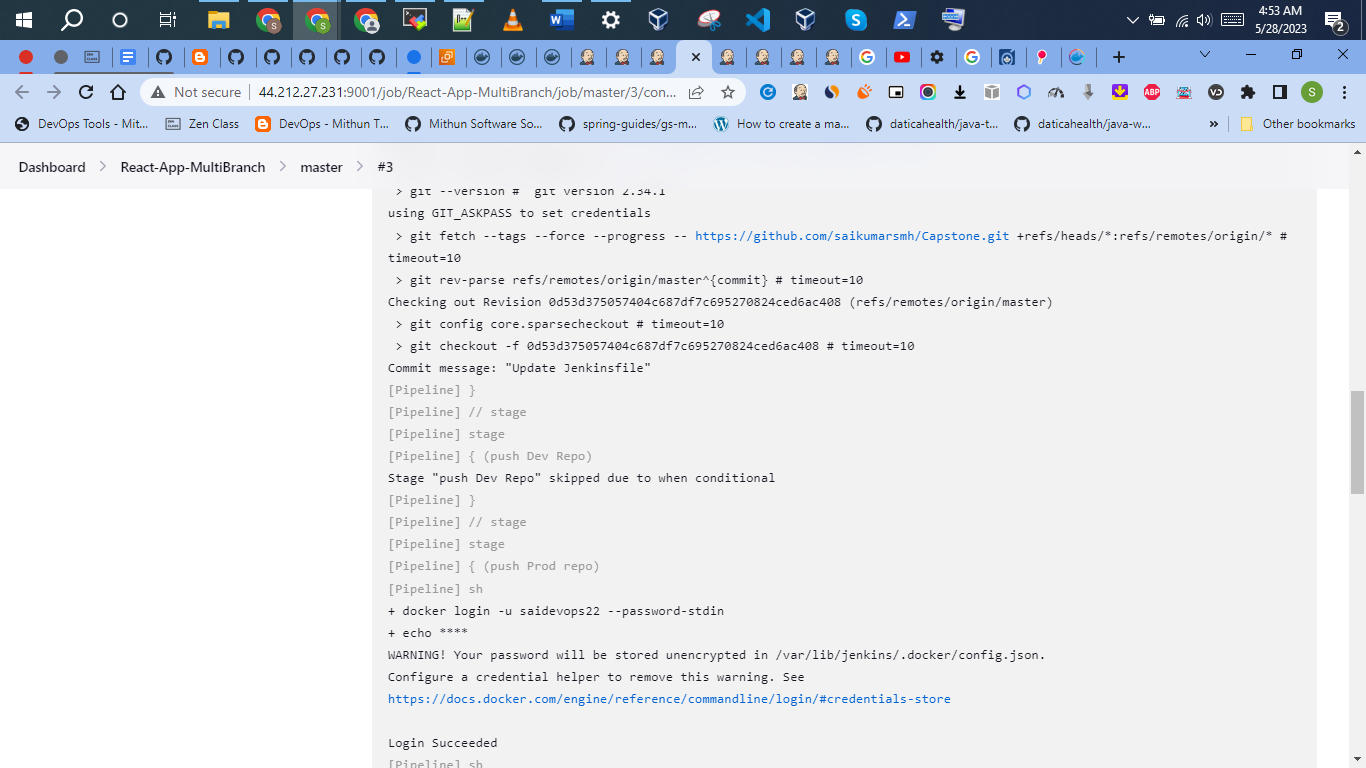 4:53 AM
5/28/2023
2
Not secure
44.212.27.231:9001/job/React-App-MultiBranch/job/master/3/con...
ABP
S
DevOps Tools - Mit...
Zen Class
DevOps - Mithun T...
Mithun Software So...
spring-guides/gs-m...
How to create a ma...
daticahealth/java-t...
daticahealth/java-w...
»
Other bookmarks
Dashboard
React-App-MultiBranch
master
#3
> git --version # 'git version 2.34.1'
using GIT_ASKPASS to set credentials
> git fetch --tags --force --progress -- https://github.com/saikumarsmh/Capstone.git +refs/heads/*:refs/remotes/origin/* #
timeout=10
> git rev-parse refs/remotes/origin/master^{commit} # timeout=10
Checking out Revision 0d53d375057404c687df7c695270824ced6ac408 (refs/remotes/origin/master)
> git config core.sparsecheckout # timeout=10
> git checkout -f 0d53d375057404c687df7c695270824ced6ac408 # timeout=10
Commit message: "Update Jenkinsfile"
[Pipeline] }
[Pipeline] // stage
[Pipeline] stage
[Pipeline] { (push Dev Repo)
Stage "push Dev Repo" skipped due to when conditional
[Pipeline] }
[Pipeline] // stage
[Pipeline] stage
[Pipeline] { (push Prod repo)
[Pipeline] sh
+ docker login -u saidevops22 --password-stdin
+ echo ****
WARNING! Your password will be stored unencrypted in /var/lib/jenkins/.docker/config.json.
Configure a credential helper to remove this warning. See
https://docs.docker.com/engine/reference/commandline/login/#credentials-store
Login Succeeded
[Pipeline] sh